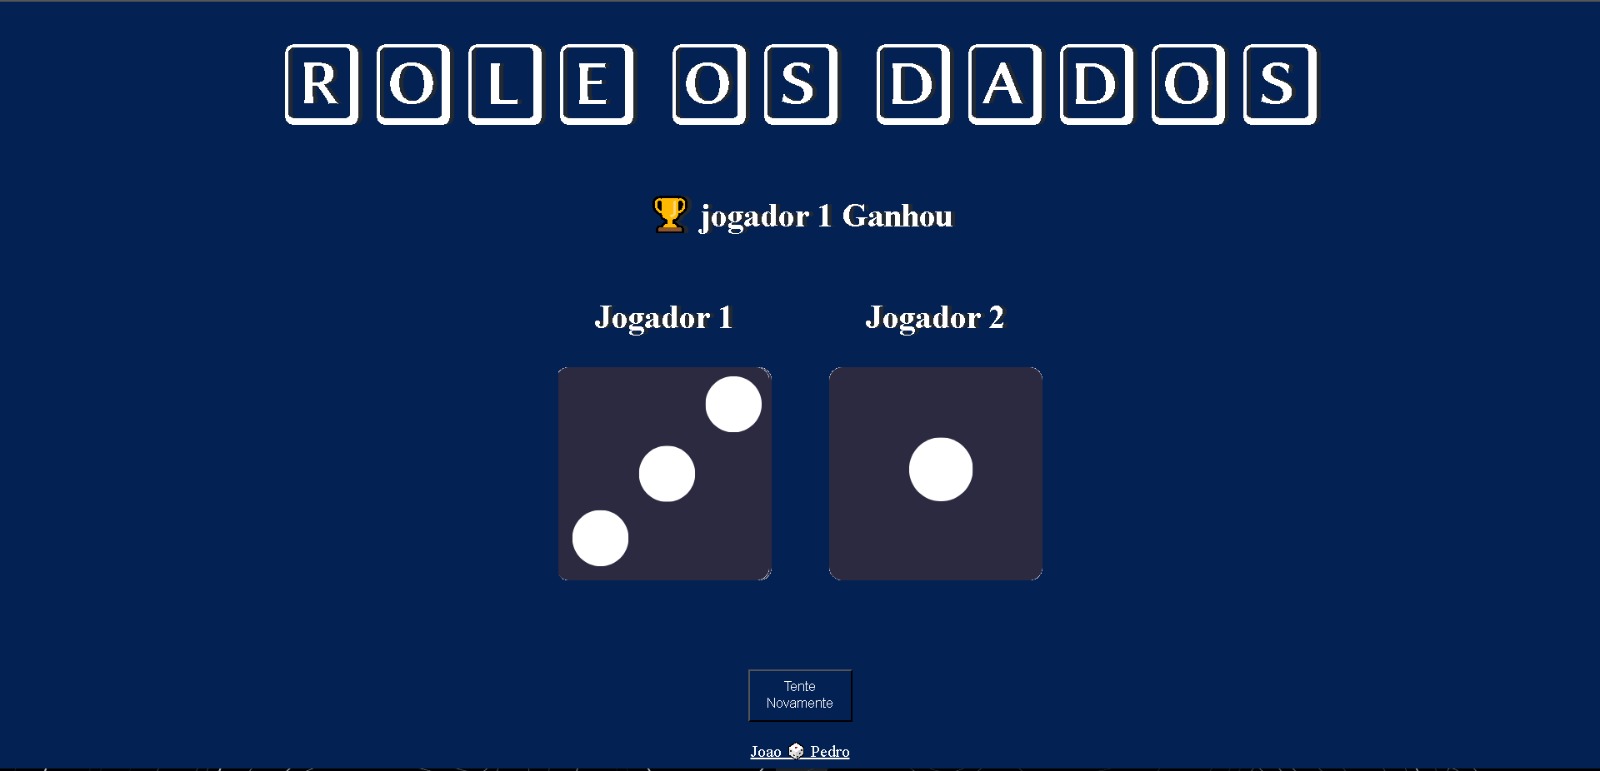 ROLE OS DADOS
🏆 jogador 1 Ganhou
Jogador 1 Jogador 2
Tente
Novamente
Joao 🎲 Pedro